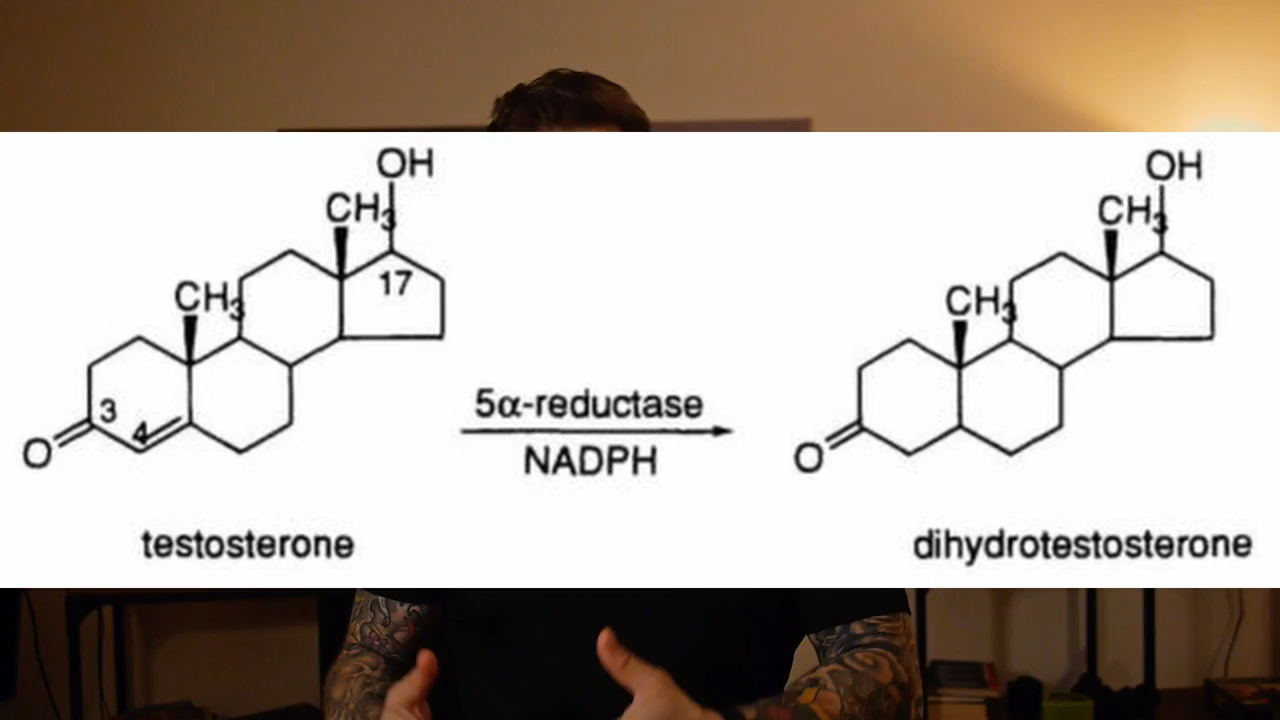 OH
CH3
CH3
17
3
4
O
testosterone
5α-reductase
NADPH
OH
CH3
CH3
O
dihydrotestosterone